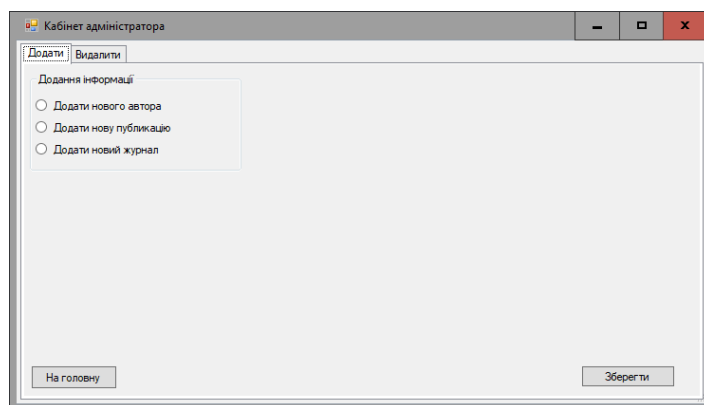 Кабінет адміністратора
Додати Видалити
Додання інформації
Додати нового автора
Додати нову публікацію
Додати новий журнал
На головну Зберегти